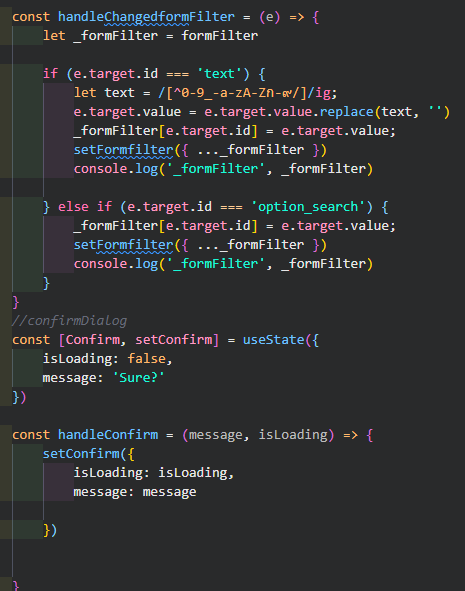 const handleChangedformFilter = (e) => {
let _formFilter = formFilter
if (e.target.id === 'text') {
let text = /[^0-9_-a-zA-Zก-๙/]/ig;
e.target.value = e.target.value.replace(text, '')
_formFilter[e.target.id] = e.target.value;
setFormfilter({ ..._formFilter })
console.log('_formFilter', _formFilter)
} else if (e.target.id === 'option_search') {
_formFilter[e.target.id] = e.target.value;
setFormfilter({ ..._formFilter })
console.log('_formFilter', _formFilter)
}
}
//confirmDialog
const [Confirm, setConfirm] = useState({
isLoading: false,
message: 'Sure?'
})
const handleConfirm = (message, isLoading) => {
setConfirm({
isLoading: isLoading,
message: message
})
}